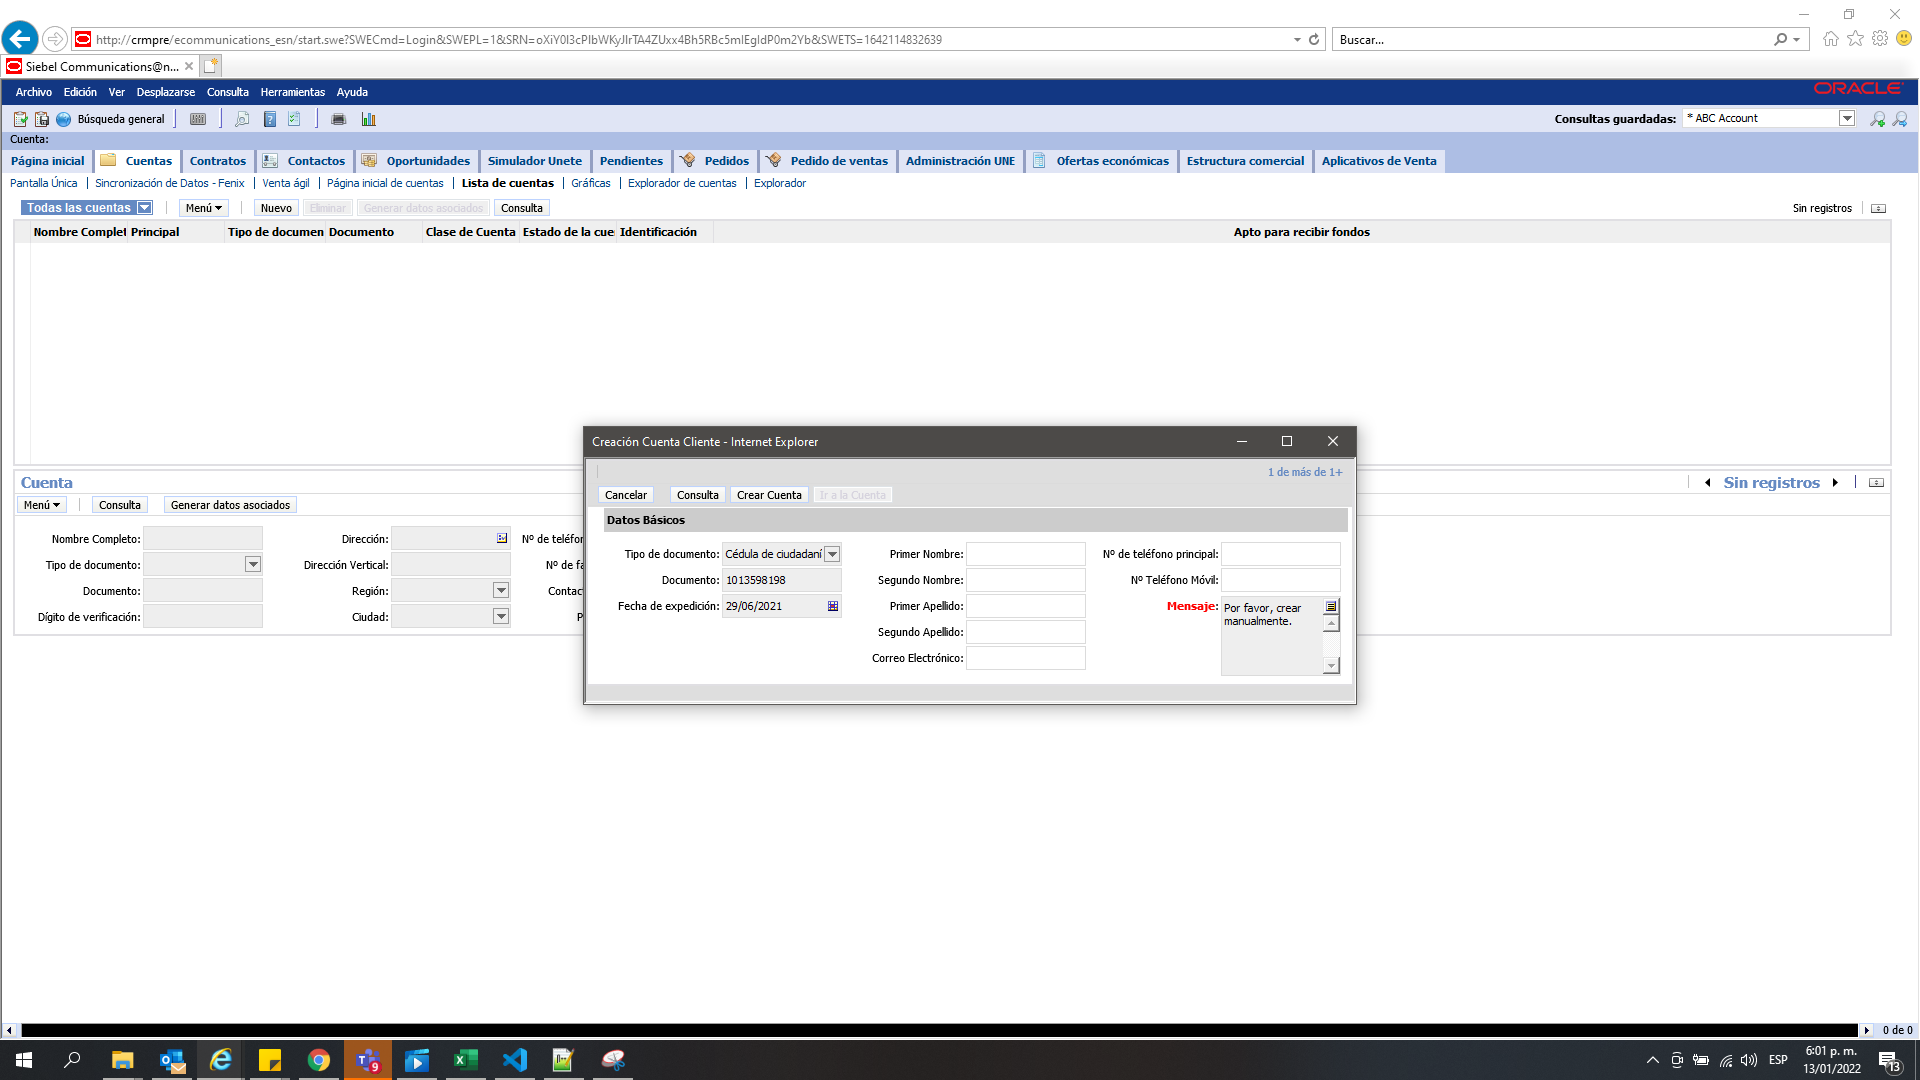 http://crmpre/ecommunications_esn/start.swe?SWECmd=Login&SWEPL=1&SRN=oXiY0I3cPIbWKyJIrTA4ZUxx4Bh5RBc5mIEgIdP0m2Yb&SWETS=1642114832639
Buscar...
Siebel Communications@n...
Archivo Edición Ver Desplazarse Consulta Herramientas Ayuda
ORACLE
Búsqueda general
Consultas guardadas: * ABC Account
Cuenta:
Página inicial Cuentas Contratos Contactos Oportunidades Simulador Unete Pendientes Pedidos Pedido de ventas Administración UNE Ofertas económicas Estructura comercial Aplicativos de Venta
Pantalla Única Sincronización de Datos - Fenix Venta ágil Página inicial de cuentas Lista de cuentas Gráficas Explorador de cuentas Explorador
Todas las cuentas Menú Nuevo Eliminar Generar datos asociados Consulta Sin registros
Nombre Complet Principal Tipo de documen Documento Clase de Cuenta Estado de la cue Identificación Apto para recibir fondos
Creación Cuenta Cliente - Internet Explorer
1 de más de 1+
Cancelar Consulta Crear Cuenta Ir a la Cuenta
Datos Básicos
Tipo de documento: Cédula de ciudadaní Primer Nombre: Nº de teléfono principal:
Documento: 1013598198 Segundo Nombre: Nº Teléfono Móvil:
Fecha de expedición: 29/06/2021 Primer Apellido: Mensaje: Por favor, crear
manualmente.
Segundo Apellido:
Correo Electrónico:
Cuenta Sin registros
Menú Consulta Generar datos asociados
Nombre Completo: Dirección: Nº de teléfon
Tipo de documento: Dirección Vertical: Nº de fa
Documento: Región: Contac
Dígito de verificación: Ciudad: P
0 de 0
9
ESP
6:01 p. m.
13/01/2022
13